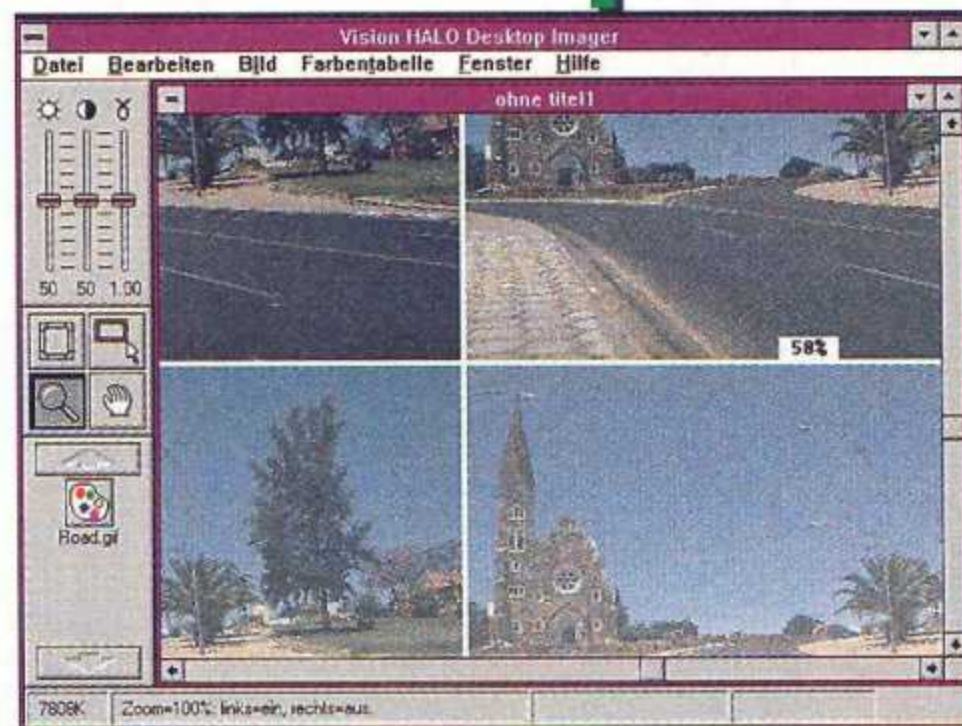 Vision HALO Desktop Imager
Datei Bearbeiten Bild Farbentabelle Fenster Hilfe
ohne titel1
50 50 1.00
58%
Road.gif
7808K Zoom=100%: links=ein, rechts=aus.